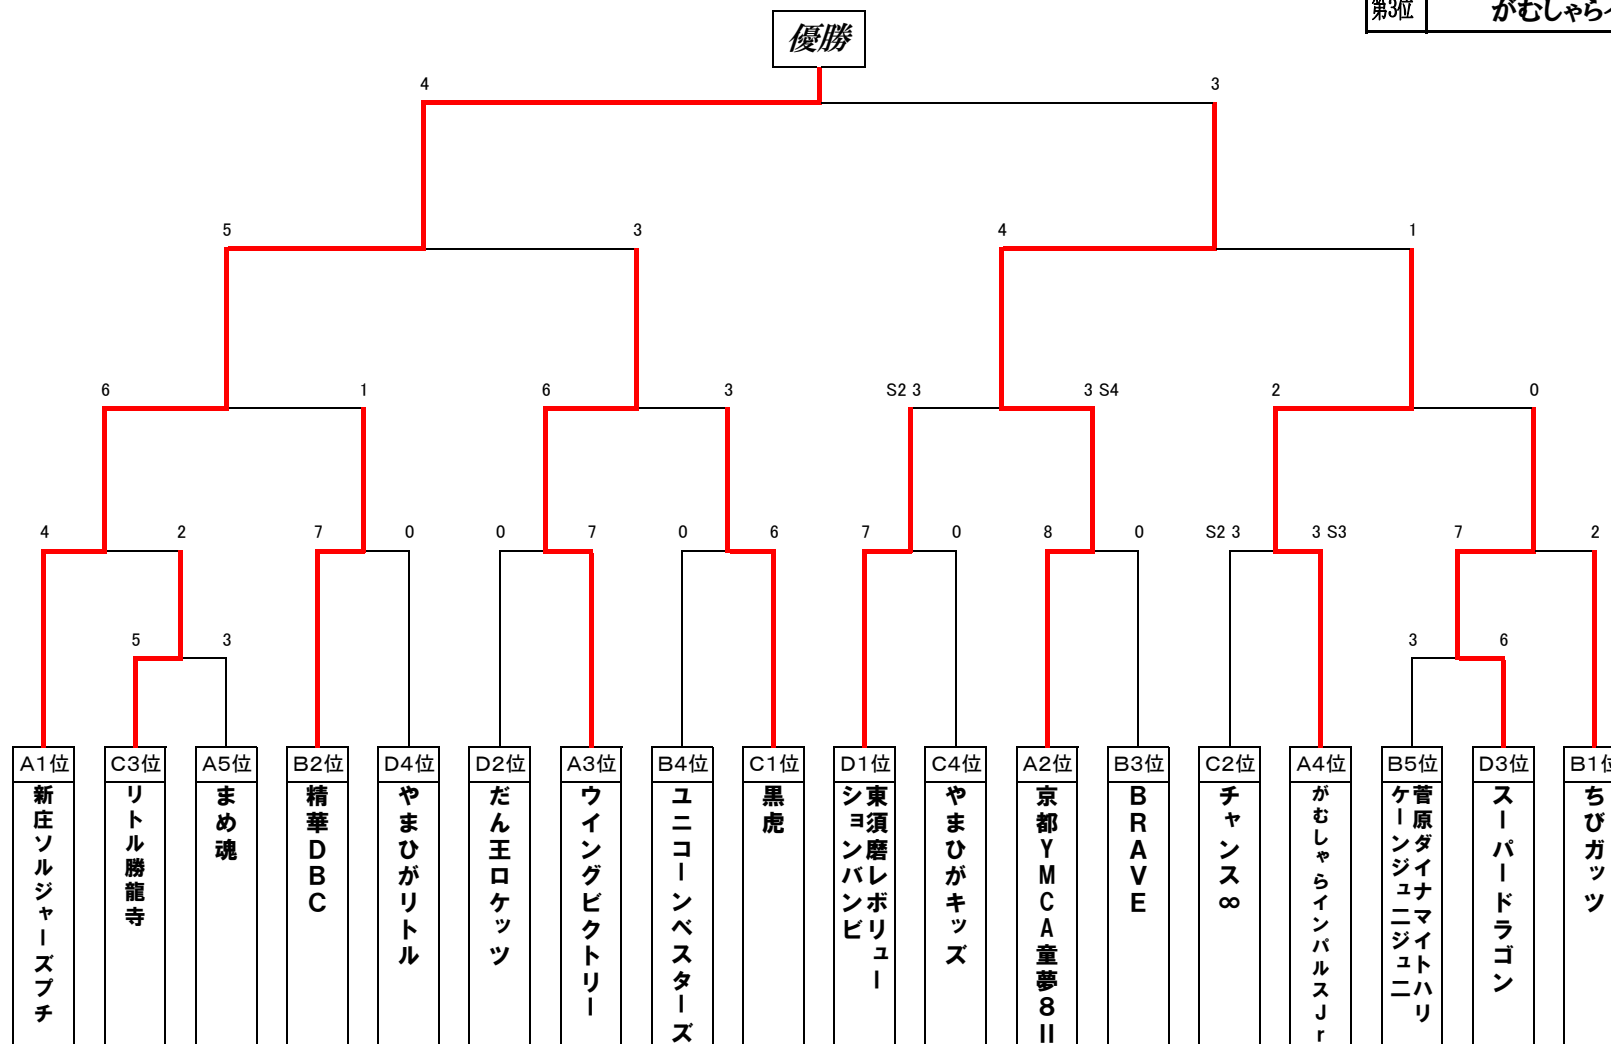 第3位
がむしゃらイ
優勝
4
3
5
3
4
1
6
1
6
3
S2 3
3 S4
2
0
4
2
7
0
0
7
0
6
7
0
8
0
S2 3
3 S3
7
2
5
3
3
6
A1位
C3位
A5位
B2位
D4位
D2位
A3位
B4位
C1位
D1位
C4位
A2位
B3位
C2位
A4位
B5位
D3位
B1位
新庄ソルジャーズプチ
リトル勝龍寺
まめ魂
精華DBC
やまひがリトル
だん王ロケッツ
ウイングビクトリー
ユニコーンベスターズ
黒虎
東須磨レボリュー
ションバンビ
やまひがキッズ
京都YMCA童夢8II
BRAVE
チャンス∞
がむしゃらインパルスJr
菅原ダイナマイトハリ
ケーンジュニジュニ
スーパードラゴン
ちびガッツ